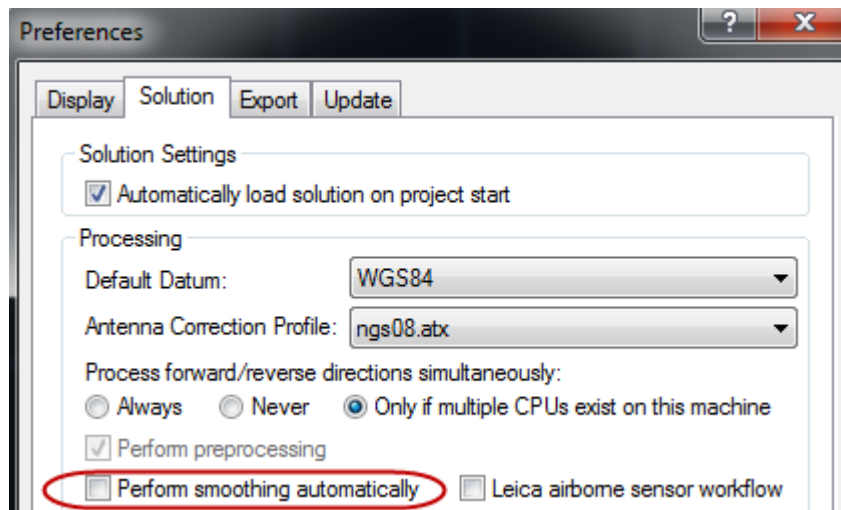 Preferences ? X
Display Solution Export Update
Solution Settings
Automatically load solution on project start
Processing
Default Datum: WGS84
Antenna Correction Profile: ngs08.atx
Process forward/reverse directions simultaneously:
Always Never Only if multiple CPUs exist on this machine
Perform preprocessing
Perform smoothing automatically Leica airborne sensor workflow